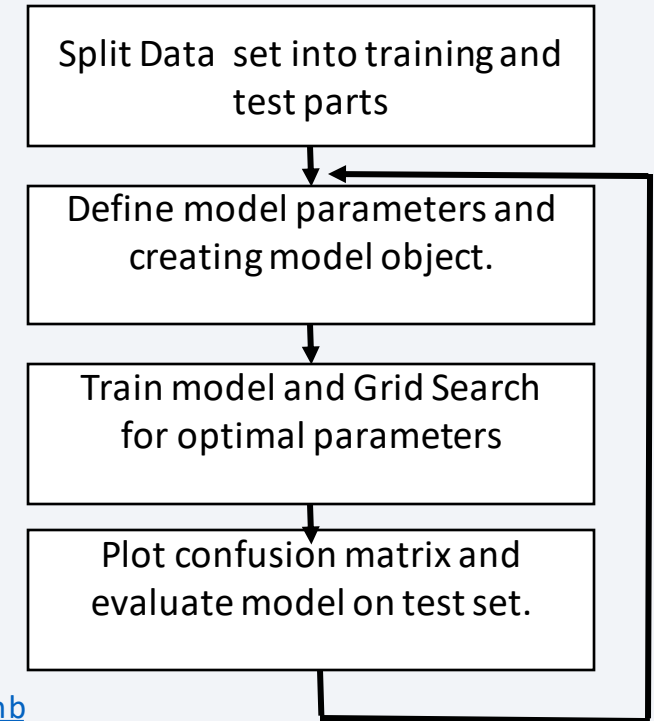 Split Data set into training and
test parts
Define model parameters and
creating model object.
Train model and Grid Search
for optimal parameters
Plot confusion matrix and
evaluate model on test set.
nb